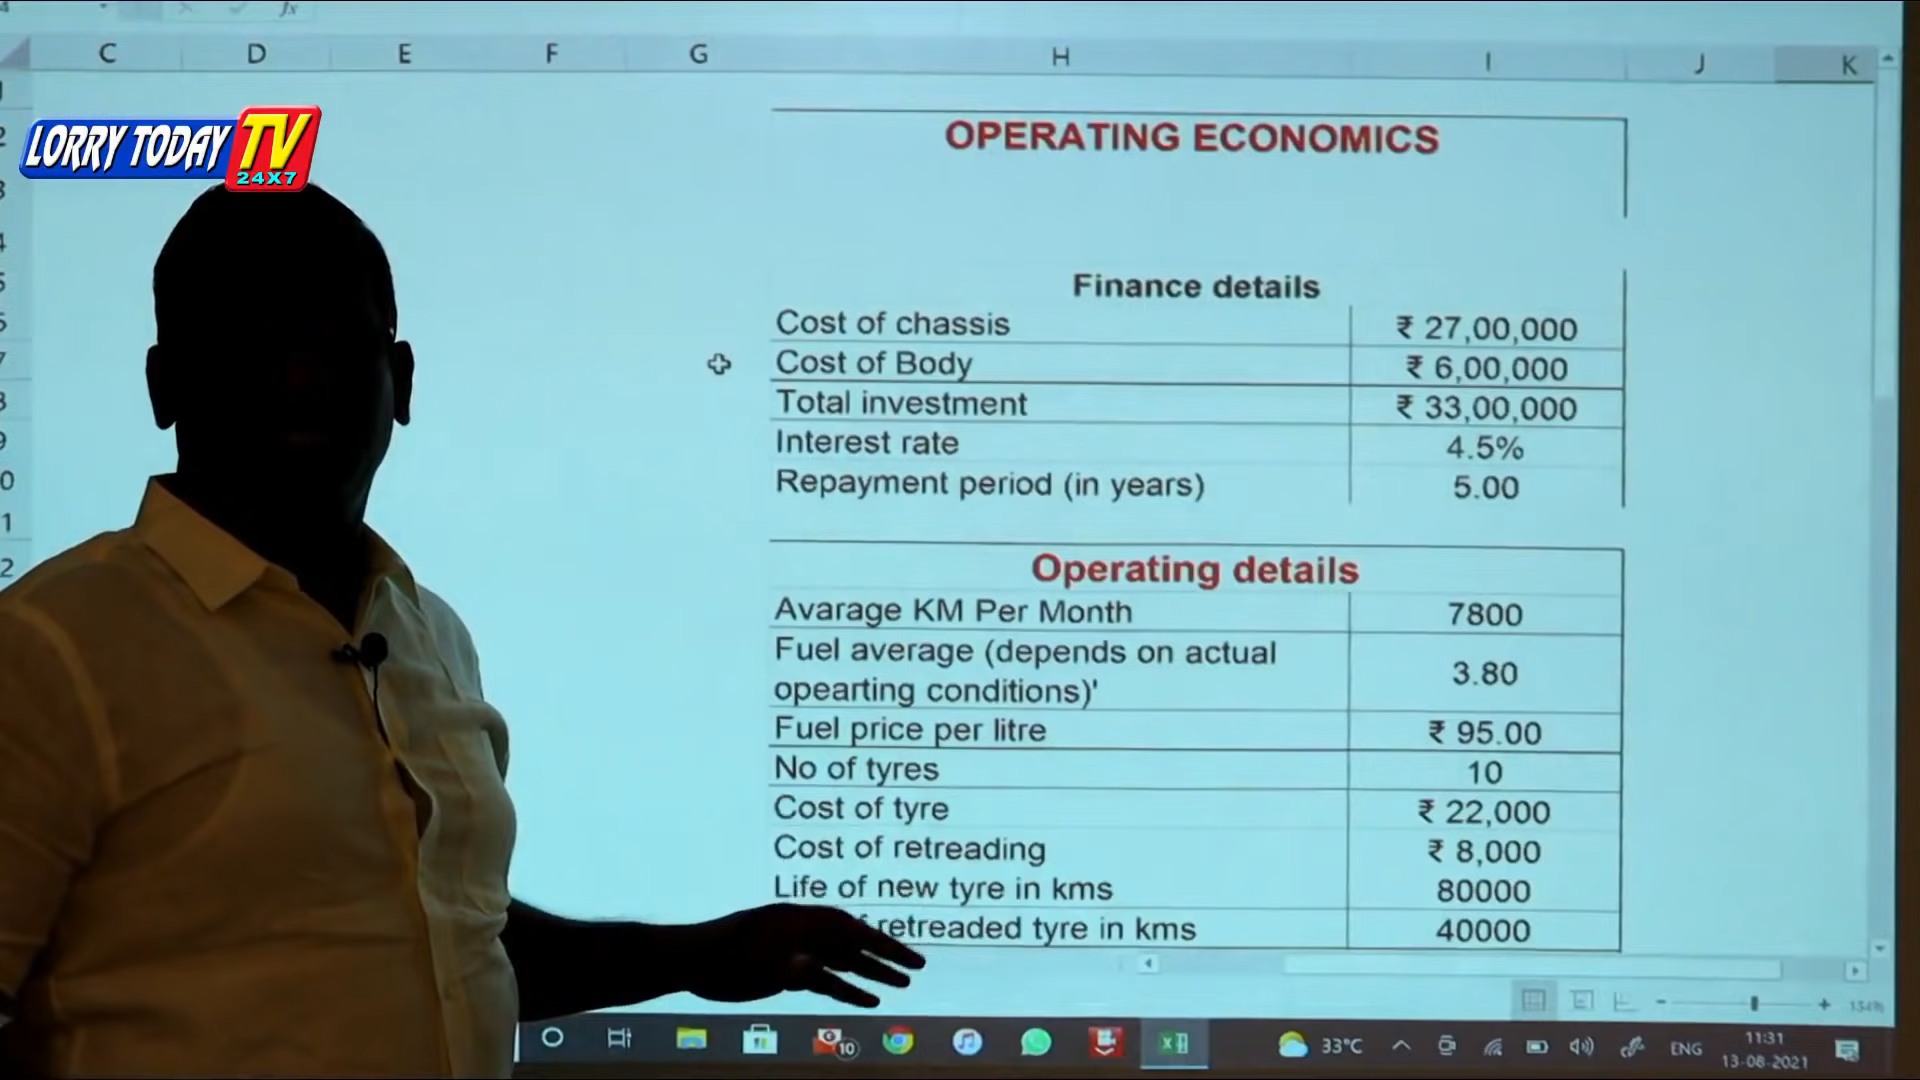 C D E F G H I J K
LORRY TODAY TV
24X7
OPERATING ECONOMICS
Finance details
Cost of chassis ₹ 27,00,000
Cost of Body ₹ 6,00,000
Total investment ₹ 33,00,000
Interest rate 4.5%
Repayment period (in years) 5.00
Operating details
Avarage KM Per Month 7800
Fuel average (depends on actual
opearting conditions)' 3.80
Fuel price per litre ₹ 95.00
No of tyres 10
Cost of tyre ₹ 22,000
Cost of retreading ₹ 8,000
Life of new tyre in kms 80000
retreaded tyre in kms 40000
134%
10 33°C ENG 11:31
13-08-2021